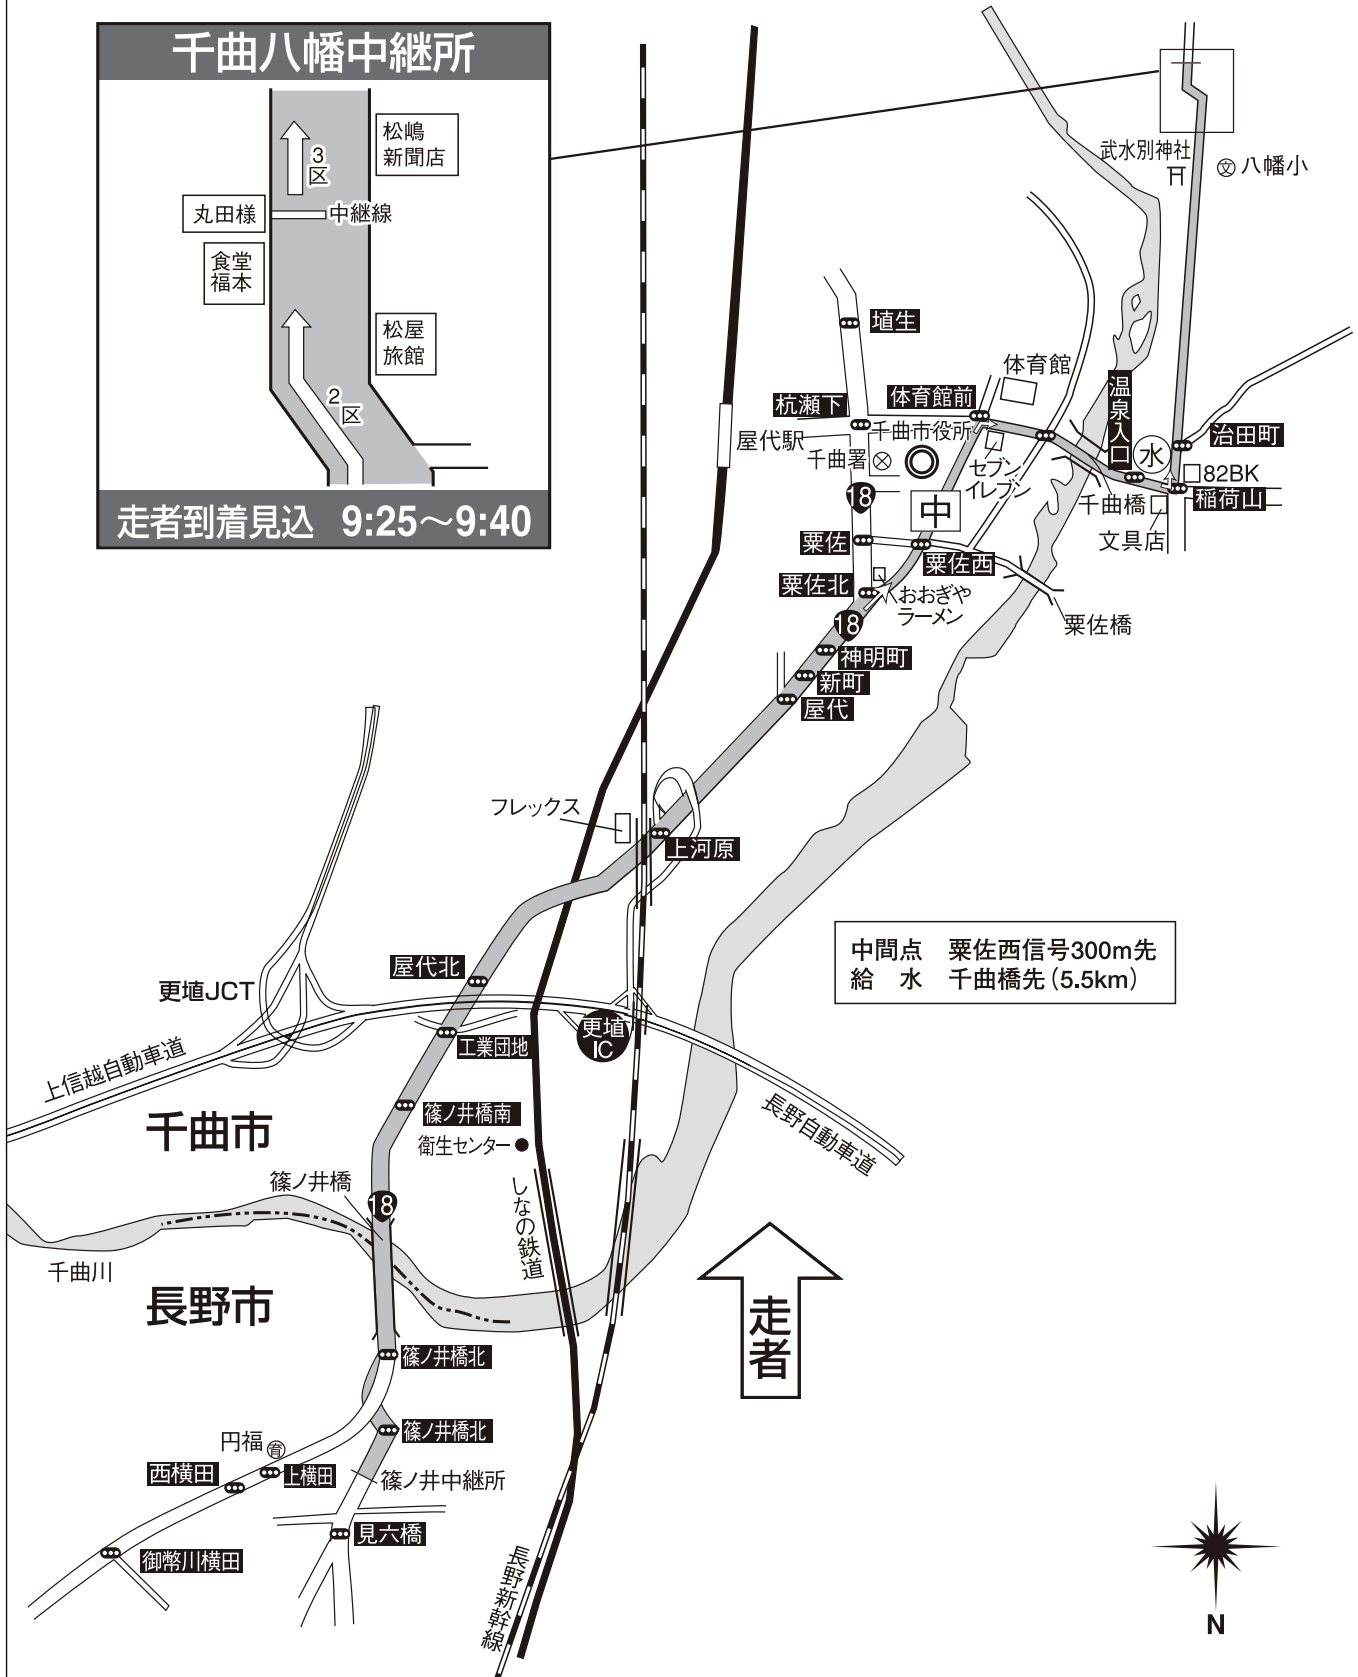 千曲八幡中継所
松嶋
新聞店
3
区
丸田様
中継線
食堂
福本
松屋
旅館
2
区
走者到着見込 9:25〜9:40
武水別神社
文 八幡小
埴生
体育館
杭瀬下
体育館前
温泉入口
屋代駅
千曲市役所
治田町
千曲署
水
セブン
イレブン
82BK
18
中
千曲橋
稲荷山
文具店
粟佐
粟佐西
粟佐北
おおぎや
ラーメン
粟佐橋
18
神明町
新町
屋代
フレックス
上河原
中間点 粟佐西信号300m先
給 水 千曲橋先(5.5km)
屋代北
更埴JCT
更埴
IC
工業団地
上信越自動車道
千曲市
篠ノ井橋南
長野自動車道
衛生センター
篠ノ井橋
18
しなの鉄道
千曲川
長野市
走者
篠ノ井橋北
篠ノ井橋北
円福 育
西横田
上横田
篠ノ井中継所
見六橋
御幣川横田
長野新幹線
N